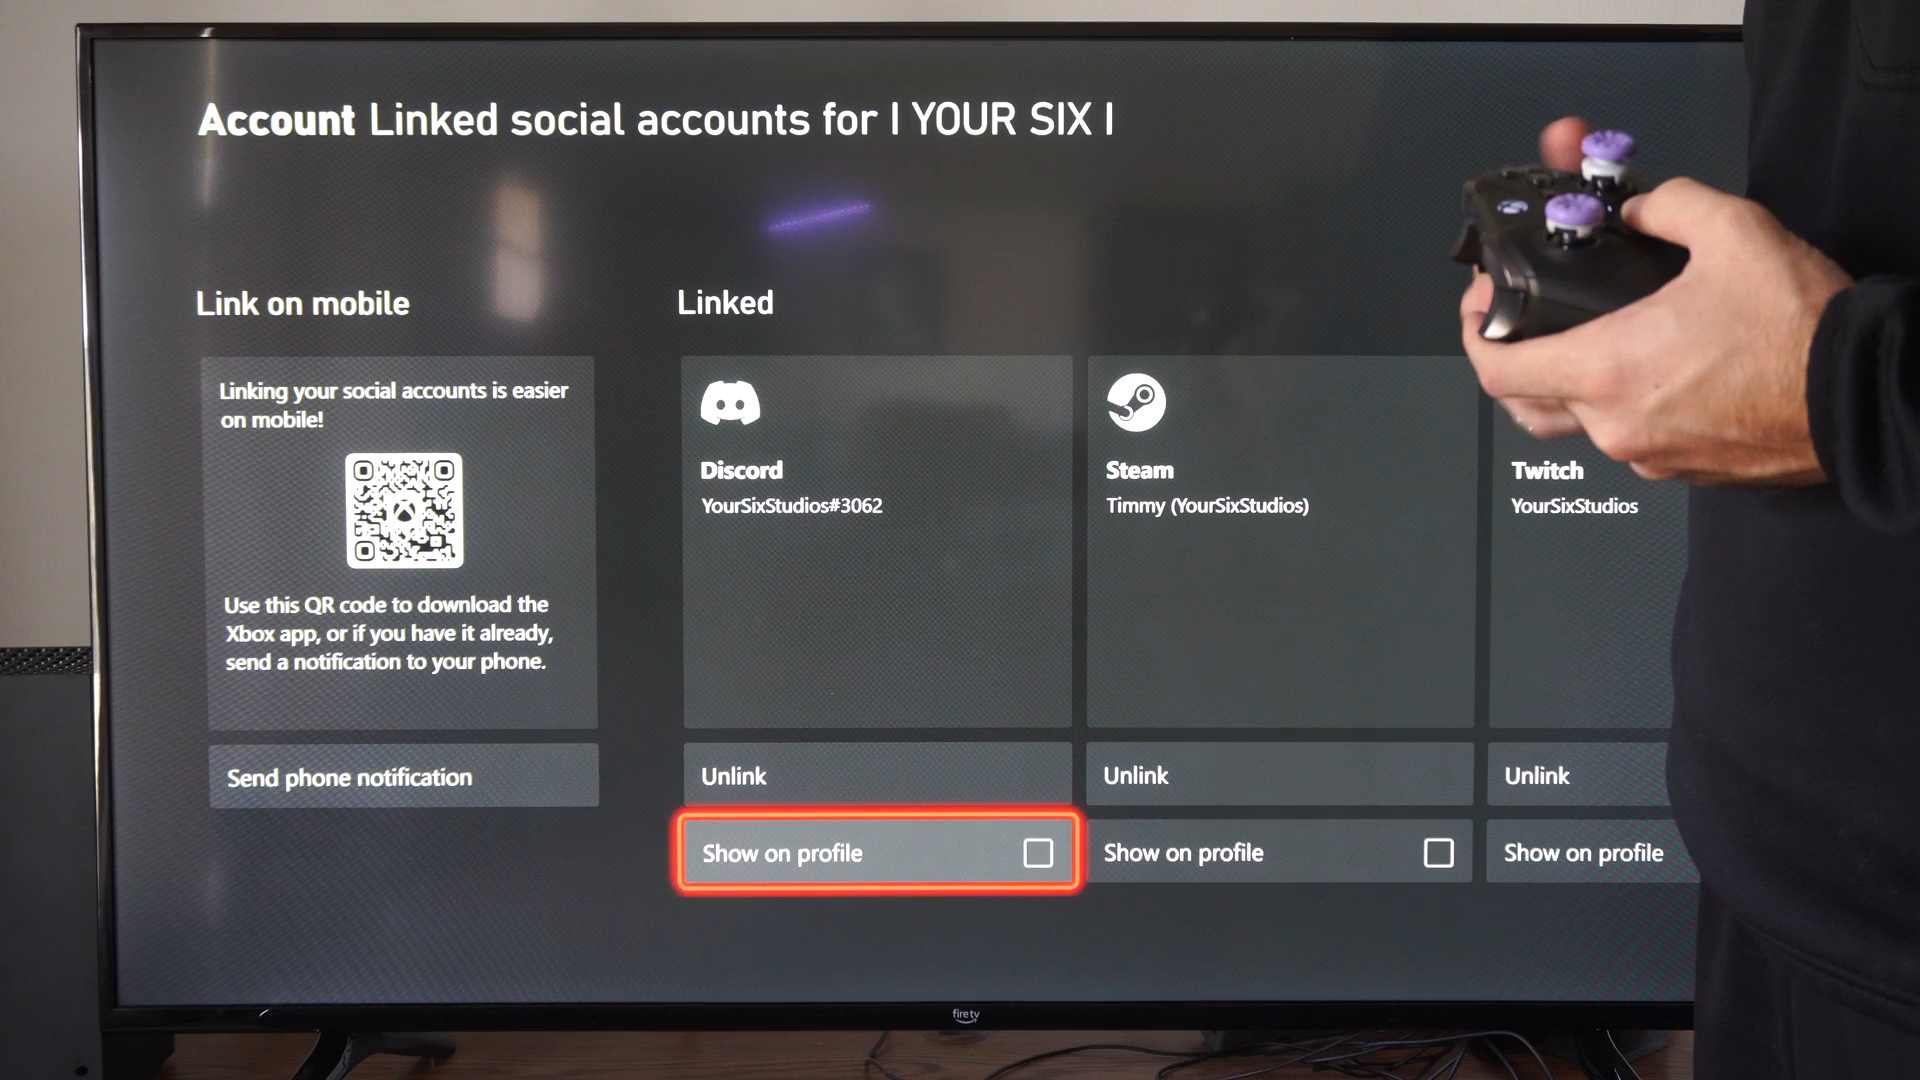 Account Linked social accounts for I YOUR SIX I
Link on mobile
Linking your social accounts is easier
on mobile!
Use this QR code to download the
Xbox app, or if you have it already,
send a notification to your phone.
Send phone notification
Linked
Discord
YourSixStudios#3062
Unlink
Show on profile
Steam
Timmy (YourSixStudios)
Unlink
Show on profile
Twitch
YourSixStudios
Unlink
Show on profile
fire tv